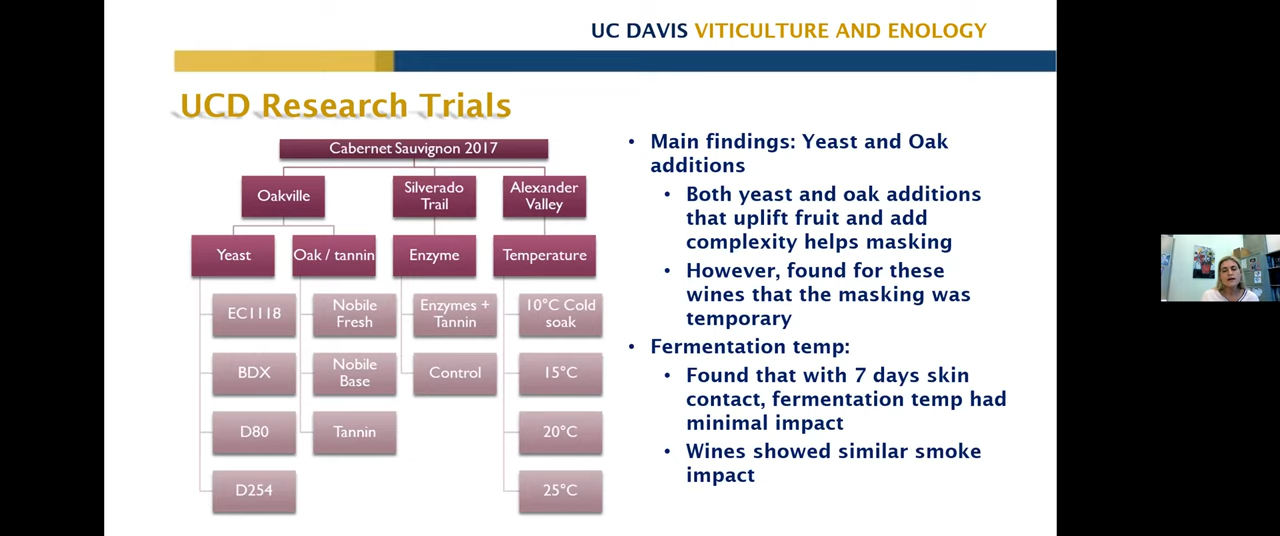 UC DAVIS VITICULTURE AND ENOLOGY
UCD Research Trials
Cabernet Sauvignon 2017
Oakville
Silverado
Trail
Alexander
Valley
Yeast
Oak / tannin
Enzyme
Temperature
EC1118
BDX
D80
D254
Nobile
Fresh
Nobile
Base
Tannin
Enzymes +
Tannin
Control
10°C Cold
soak
15°C
20°C
25°C
• Main findings: Yeast and Oak
additions
• Both yeast and oak additions
that uplift fruit and add
complexity helps masking
• However, found for these
wines that the masking was
temporary
• Fermentation temp:
• Found that with 7 days skin
contact, fermentation temp had
minimal impact
• Wines showed similar smoke
impact